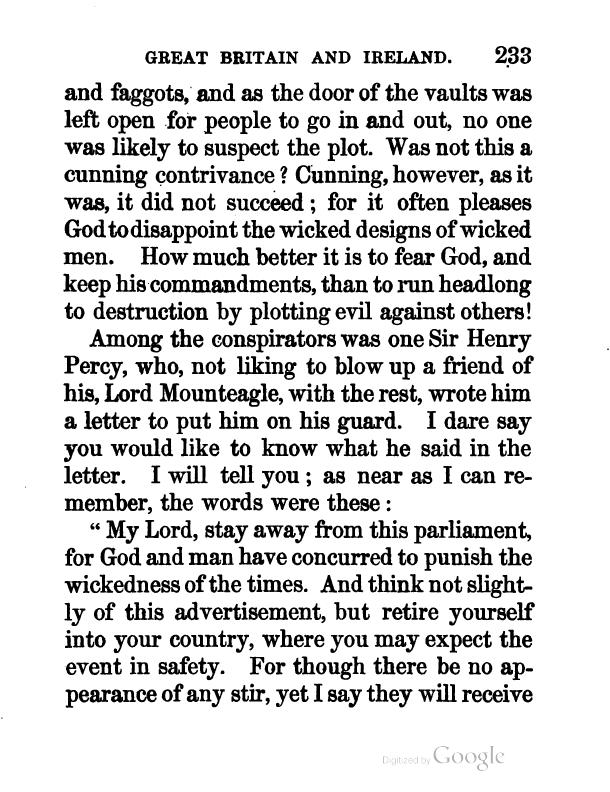 GREAT BRITAIN AND IRELAND. 233
and faggots, and as the door of the vaults was
left open for people to go in and out, no one
was likely to suspect the plot. Was not this a
cunning contrivance? Cunning, however, as it
was, it did not succeed; for it often pleases
God to disappoint the wicked designs of wicked
men. How much better it is to fear God, and
keep his commandments, than to run headlong
to destruction by plotting evil against others!
Among the conspirators was one Sir Henry
Percy, who, not liking to blow up a friend of
his, Lord Mounteagle, with the rest, wrote him
a letter to put him on his guard. I dare say
you would like to know what he said in the
letter. I will tell you; as near as I can re-
member, the words were these:
“ My Lord, stay away from this parliament,
for God and man have concurred to punish the
wickedness of the times. And think not slight-
ly of this advertisement, but retire yourself
into your country, where you may expect the
event in safety. For though there be no ap-
pearance of any stir, yet I say they will receive
Digitized by Google